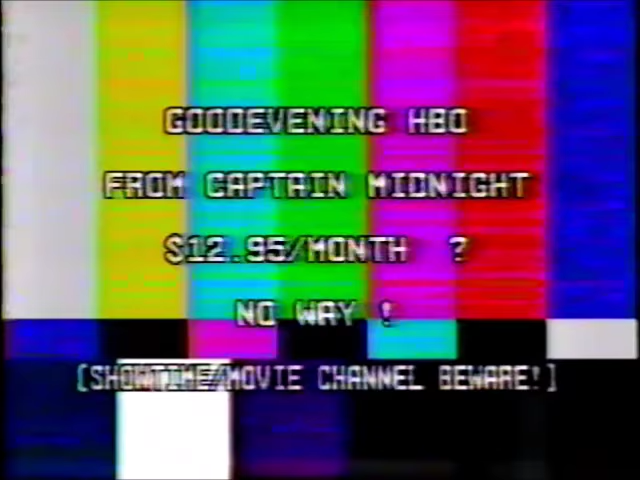 GOODEVENING HBO
FROM CAPTAIN MIDNIGHT
$12.95/MONTH ?
NO WAY !
[SHOWTIME/MOVIE CHANNEL BEWARE!]